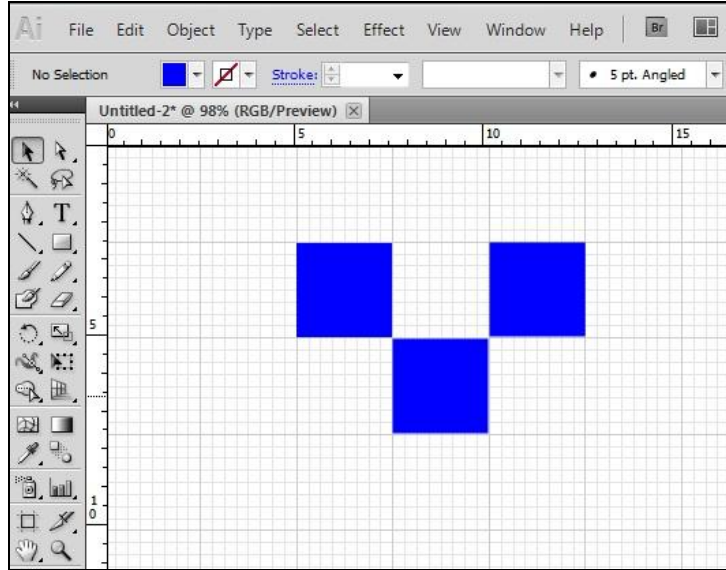 Ai File Edit Object Type Select Effect View Window Help Br
No Selection Stroke: 5 pt. Angled
Untitled-2* @ 98% (RGB/Preview)
0 5 10 15
T
5
1
0